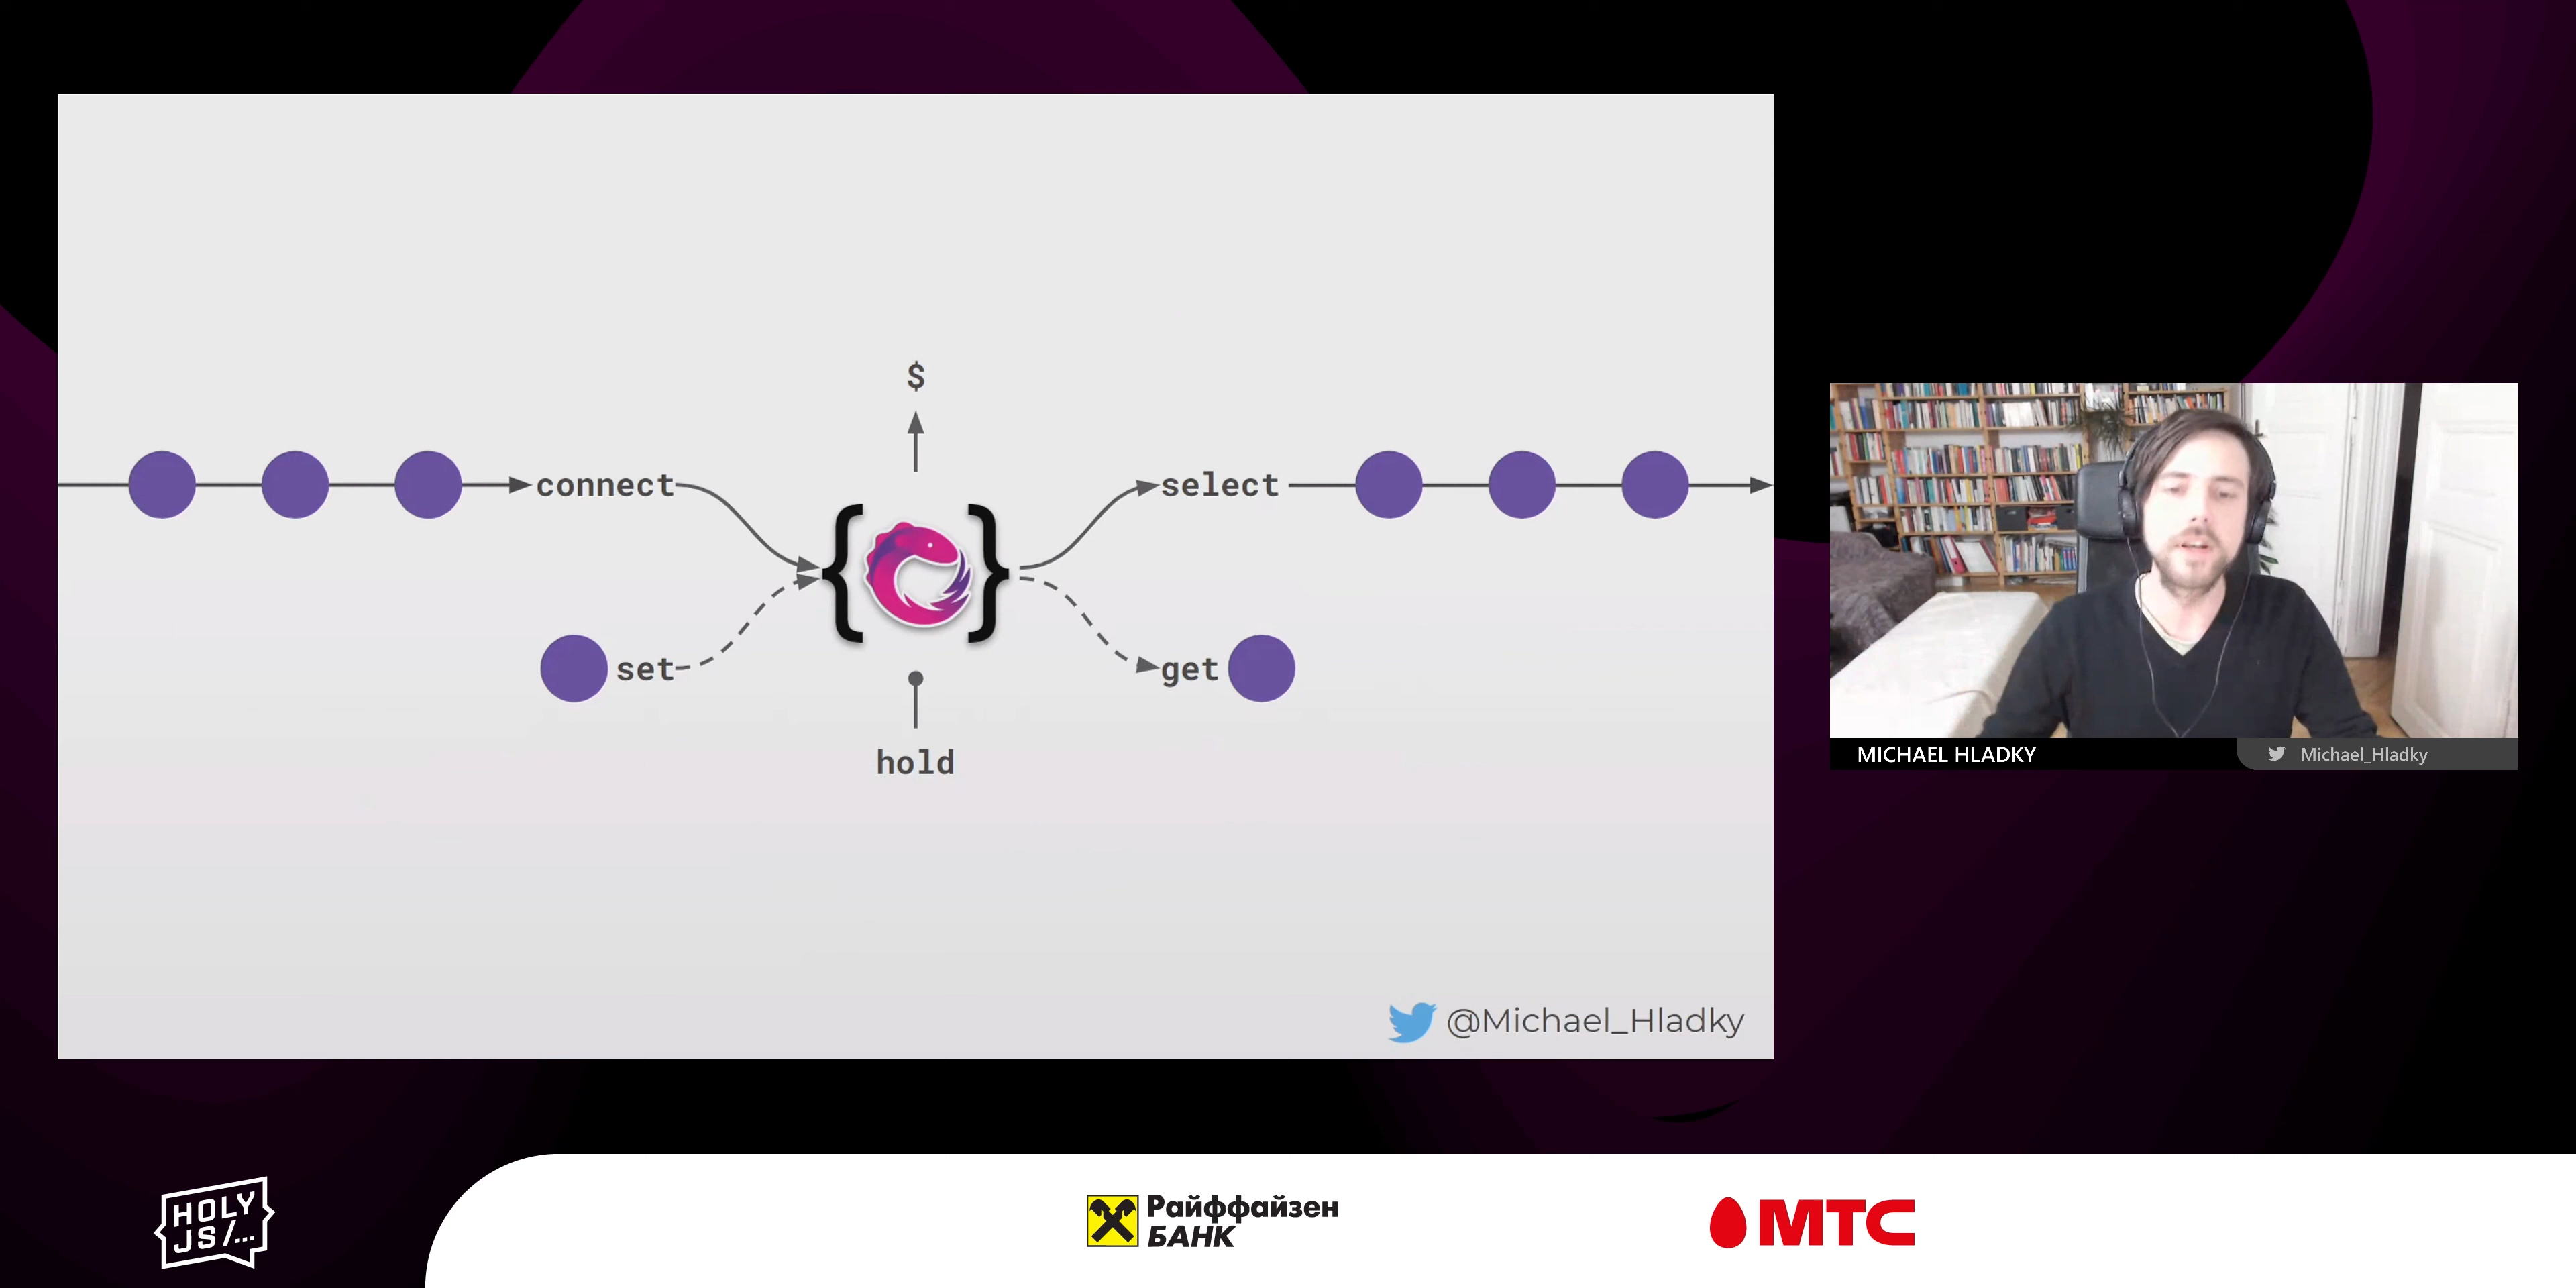 $
connect
select
{ }
set
get
hold
@Michael_Hladky
MICHAEL HLADKY
Michael_Hladky
HOLY
JS/...
Райффайзен
БАНК
МТС